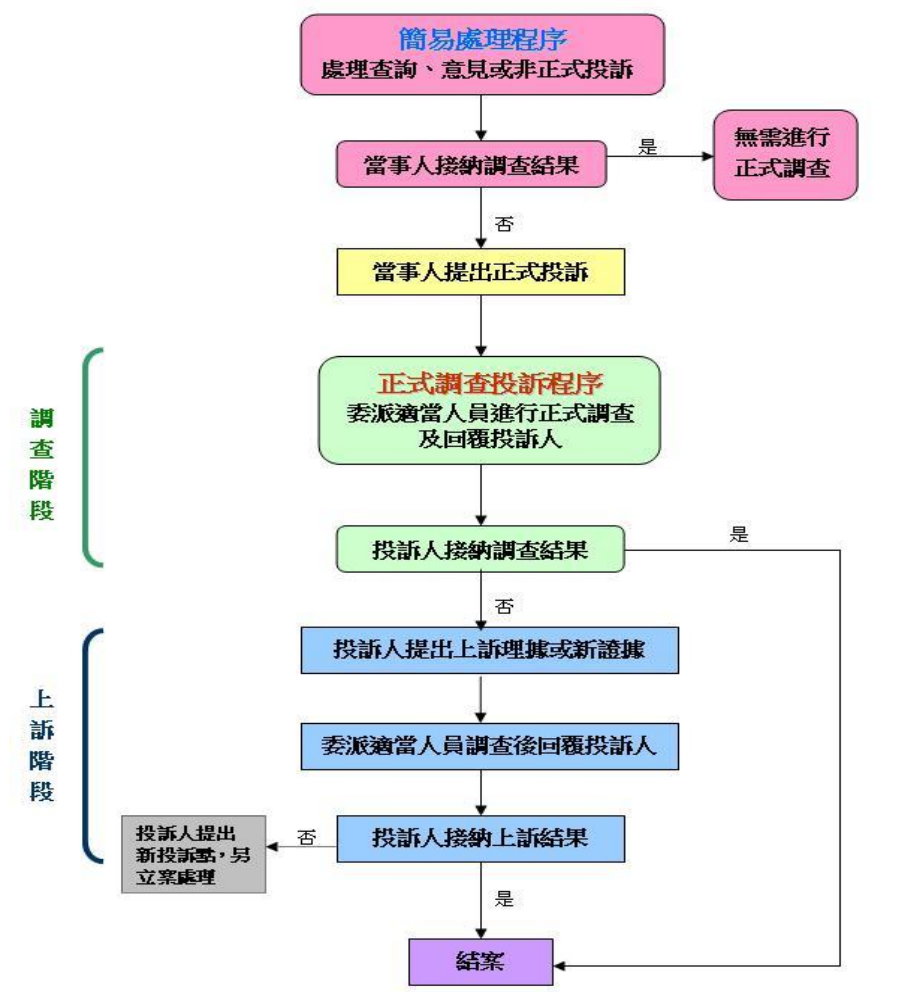 簡易處理程序
處理查詢、意見或非正式投訴
當事人接納調查結果
是
無需進行
正式調查
否
當事人提出正式投訴
調
查
階
段
正式調查投訴程序
委派適當人員進行正式調查
及回覆投訴人
投訴人接納調查結果
是
否
上
訴
階
段
投訴人提出上訴理據或新證據
委派適當人員調查後回覆投訴人
投訴人接納上訴結果
否
投訴人提出
新投訴點，另
立案處理
是
結案